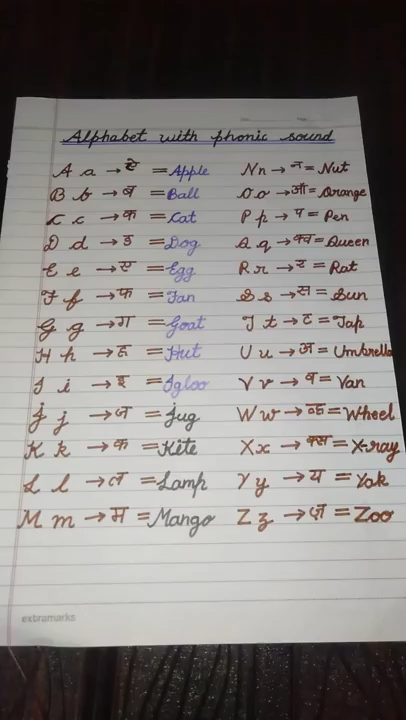 Alphabet with phonic sound
A a → ऐ = Apple
B b → ब = Ball
C c → क = Cat
D d → ड = Dog
E e → ए = Egg
F f → फ = Fan
G g → ग = Goat
H h → ह = Hut
I i → इ = Igloo
J j → ज = Jug
K k → क = Kite
L l → ल = Lamp
M m → म = Mango
N n → न = Nut
O o → ऑ = Orange
P p → प = Pen
Q q → क्व = Queen
R r → र = Rat
S s → स = Sun
T t → ट = Tap
U u → अ = Umbrella
V v → व = Van
W w → = Wheel
X x → क्स = X-ray
Y y → य = Yak
Z z → ज़ = Zoo
extramarks